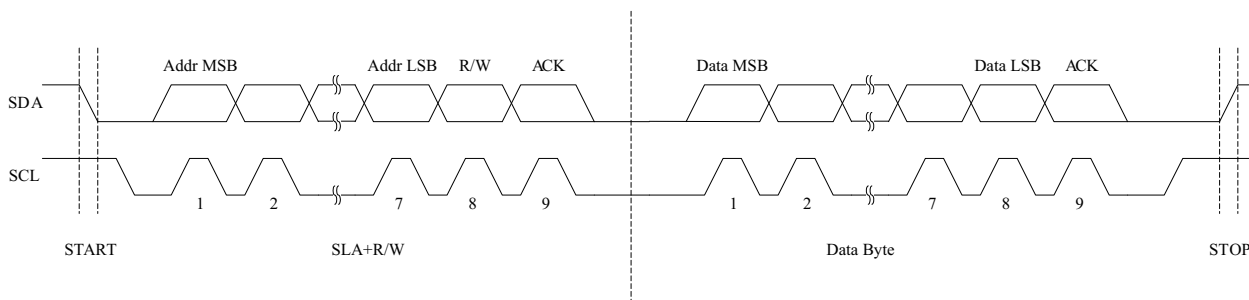 Addr MSB Addr LSB R/W ACK Data MSB Data LSB ACK
SDA
SCL
1 2 7 8 9 1 2 7 8 9
START SLA+R/W Data Byte STOP